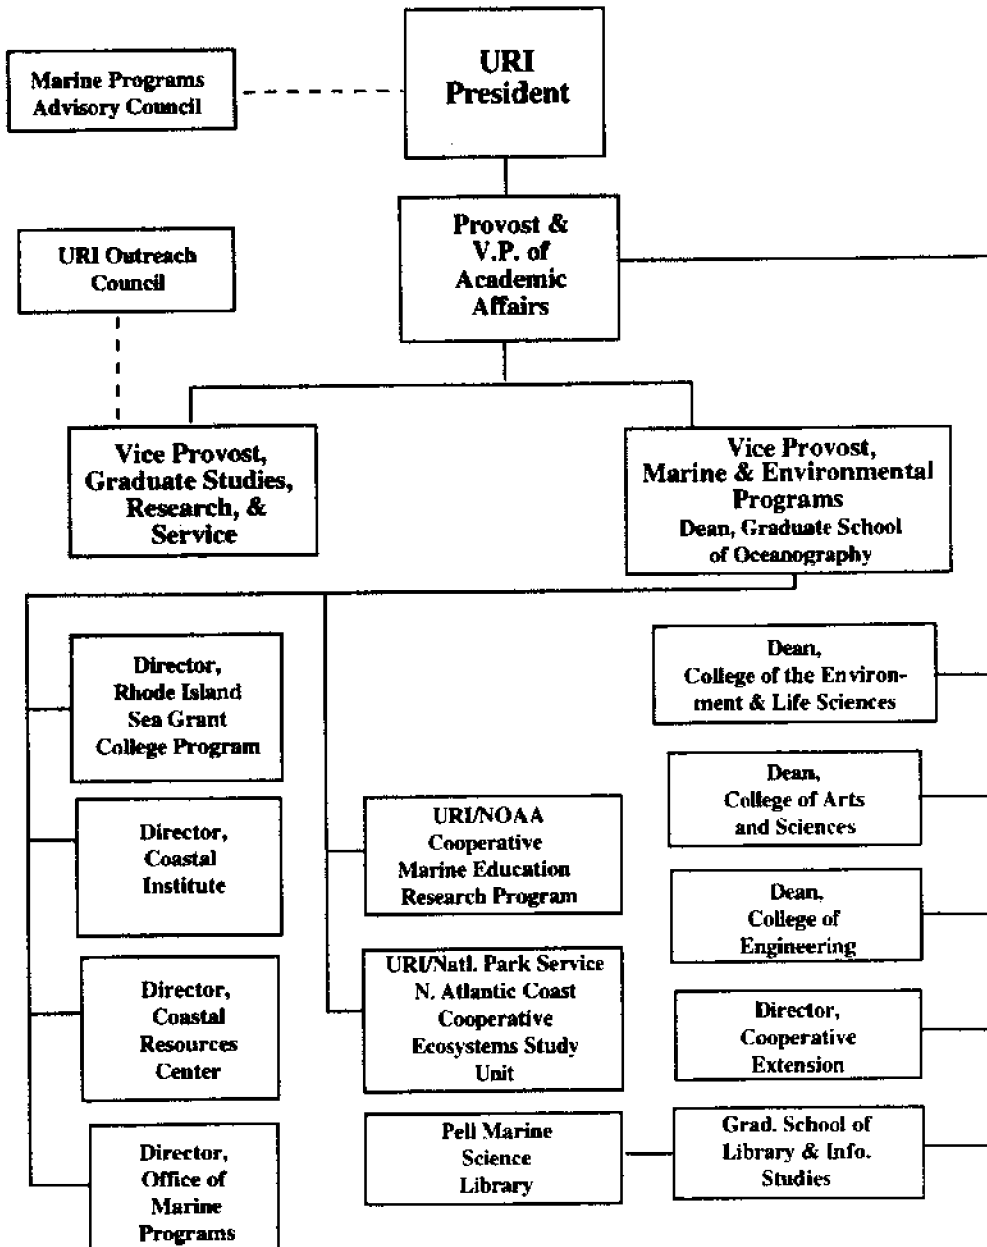 URI
President
Marine Programs
Advisory Council
Provost &
V.P. of
Academic
Affairs
URI Outreach
Council
Vice Provost,
Graduate Studies,
Research, &
Service
Vice Provost,
Marine & Environmental
Programs
Dean, Graduate School
of Oceanography
Director,
Rhode Island
Sea Grant
College Program
Director,
Coastal
Institute
Director,
Coastal
Resources
Center
Director,
Office of
Marine
Programs
URI/NOAA
Cooperative
Marine Education
Research Program
URI/Natl. Park Service
N. Atlantic Coast
Cooperative
Ecosystems Study
Unit
Pell Marine
Science
Library
Dean,
College of the Environ-
ment & Life Sciences
Dean,
College of Arts
and Sciences
Dean,
College of
Engineering
Director,
Cooperative
Extension
Grad. School of
Library & Info.
Studies